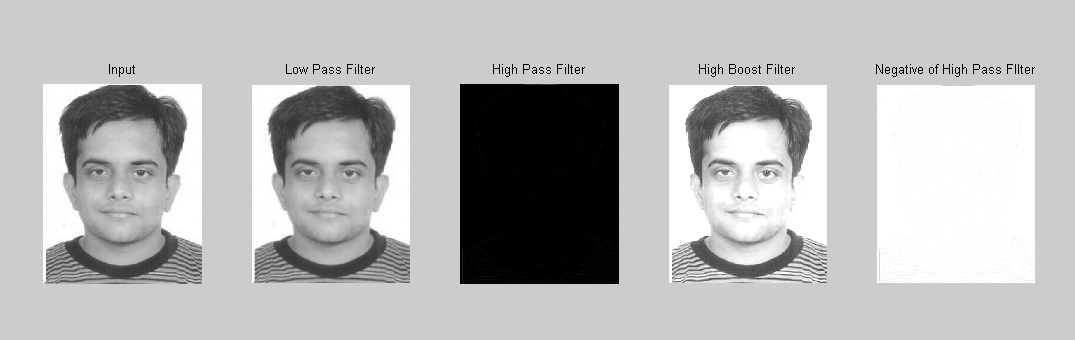 Input
Low Pass Filter
High Pass Filter
High Boost Filter
Negative of High Pass FIlter